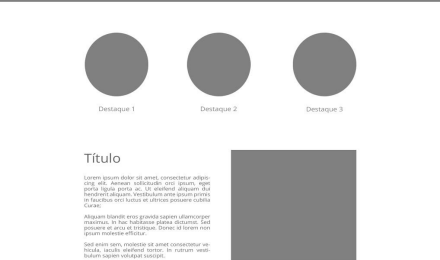 Destaque 1
Destaque 2
Destaque 3
Título
Lorem ipsum dolor sit amet, consectetur adipis-
cing elit. Aenean sollicitudin orci ipsum, eget
porta ligula porta ac. Ut eleifend aliquam dui
hendrerit aliquam. Vestibulum ante ipsum primis
in faucibus orci luctus et ultrices posuere cubilia
Curae;
Aliquam blandit eros gravida sapien ullamcorper
maximus. In hac habitasse platea dictumst. Sed
posuere et arcu et tristique. Donec id lorem non
ipsum molestie efficitur.
Sed enim sem, molestie sit amet consectetur ve-
hicula, iaculis eleifend tortor. In rutrum vesti-
bulum sapien volutpat suscipit.